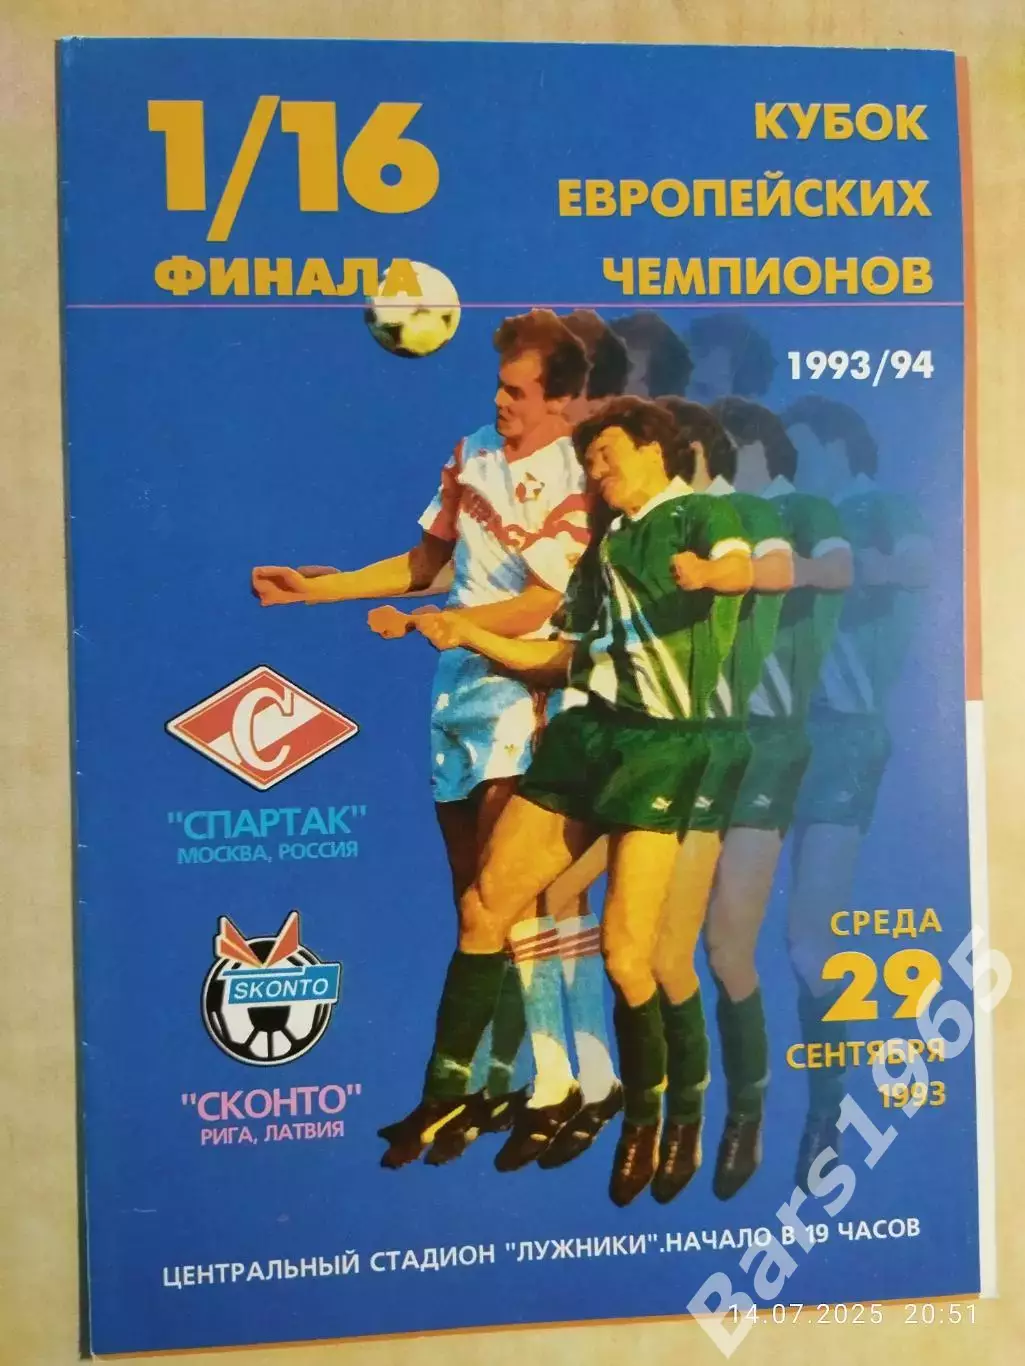 1/16
ФИНАЛА
КУБОК
ЕВРОПЕЙСКИХ
ЧЕМПИОНОВ
1993/94
С
"СПАРТАК"
МОСКВА, РОССИЯ
SKONTO
"СКОНТО"
РИГА, ЛАТВИЯ
СРЕДА
29
СЕНТЯБРЯ
1993
ЦЕНТРАЛЬНЫЙ СТАДИОН "ЛУЖНИКИ".НАЧАЛО В 19 ЧАСОВ
Bars1965
14.07.2025 20:51